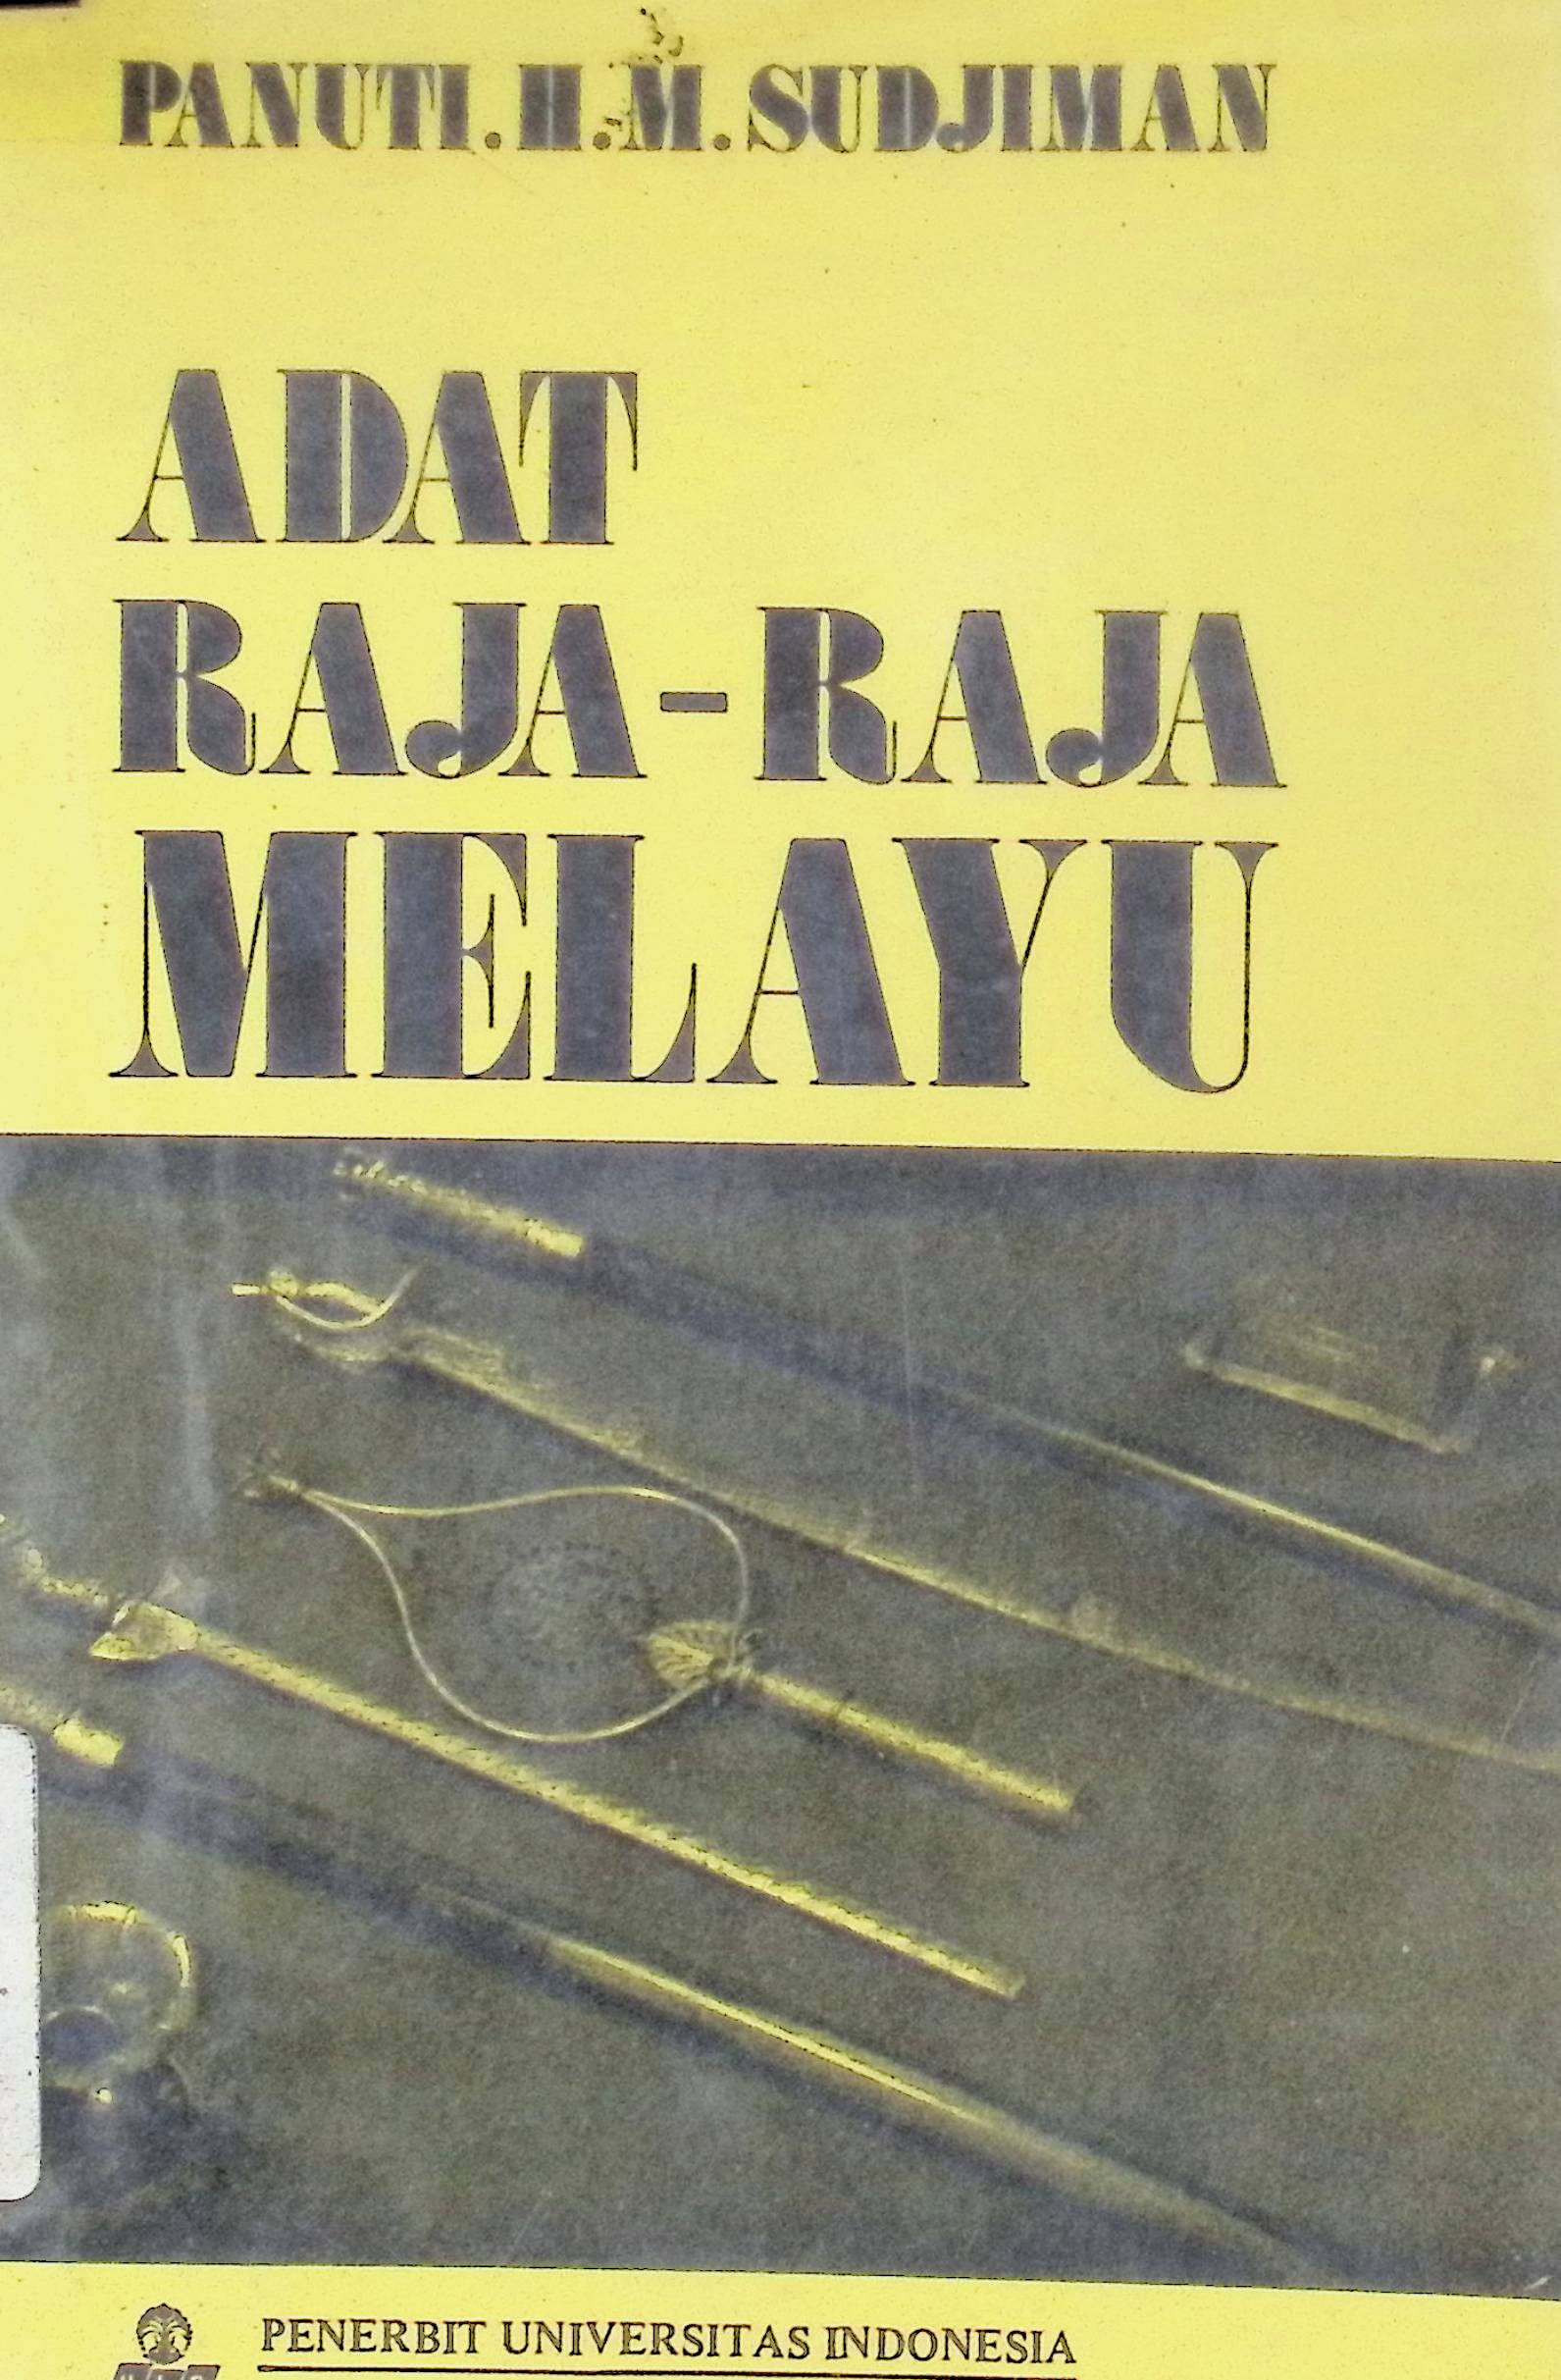 PANUTI.H.M.SUDJIMAN
ADAT
RAJA-RAJA
MELAYU
PENERBIT UNIVERSITAS INDONESIA